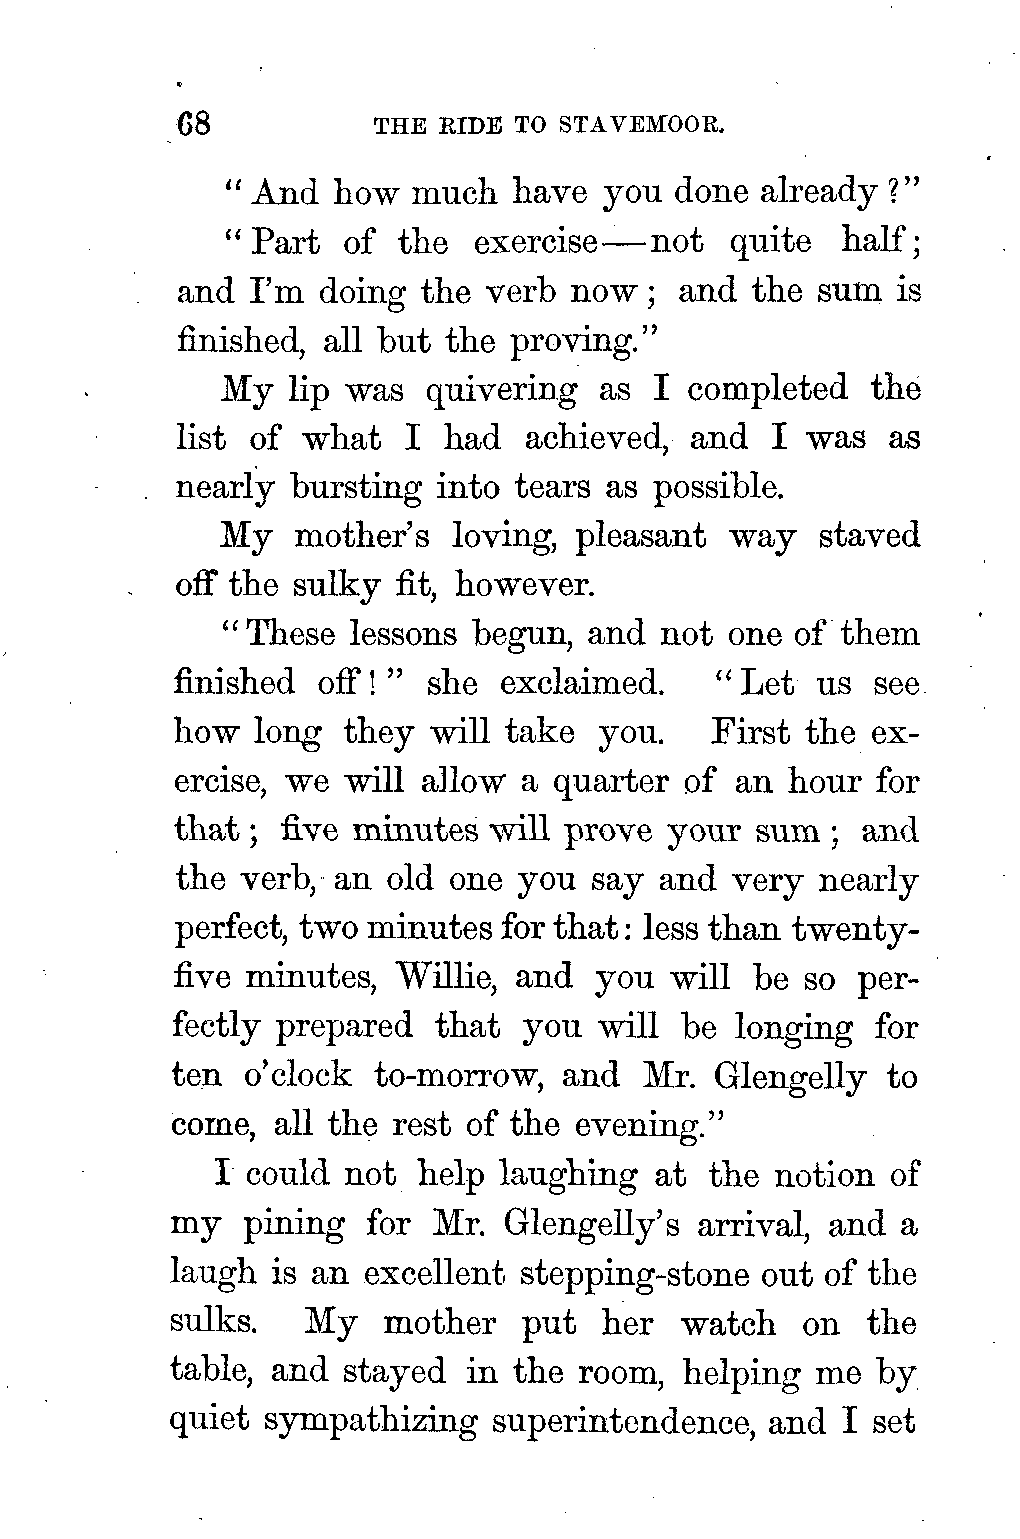 68 THE RIDE TO STAVEMOOR.
“And how much have you done already?”
“Part of the exercise—not quite half;
and I’m doing the verb now; and the sum is
finished, all but the proving.”
My lip was quivering as I completed the
list of what I had achieved, and I was as
nearly bursting into tears as possible.
My mother’s loving, pleasant way staved
off the sulky fit, however.
“These lessons begun, and not one of them
finished off!” she exclaimed. “Let us see
how long they will take you. First the ex-
ercise, we will allow a quarter of an hour for
that; five minutes will prove your sum; and
the verb, an old one you say and very nearly
perfect, two minutes for that: less than twenty-
five minutes, Willie, and you will be so per-
fectly prepared that you will be longing for
ten o’clock to-morrow, and Mr. Glengelly to
come, all the rest of the evening.”
I could not help laughing at the notion of
my pining for Mr. Glengelly’s arrival, and a
laugh is an excellent stepping-stone out of the
sulks. My mother put her watch on the
table, and stayed in the room, helping me by
quiet sympathizing superintendence, and I set